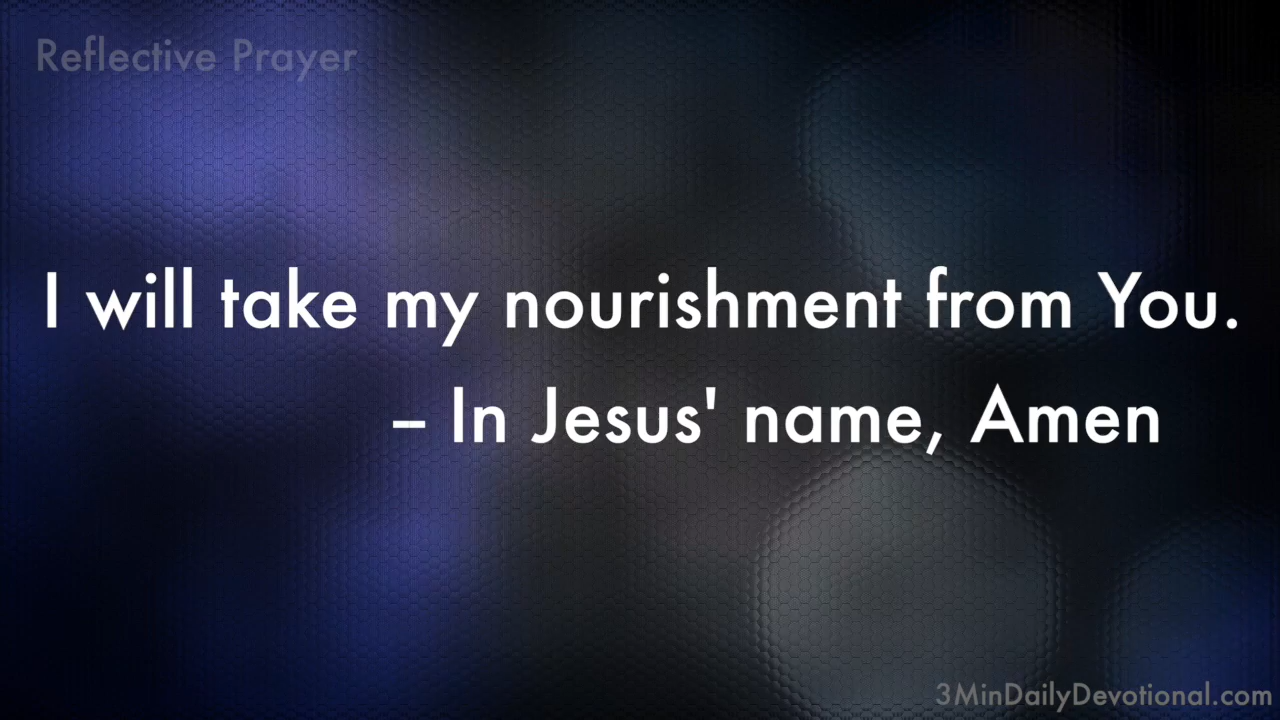 Reflective Prayer
I will take my nourishment from You.
– In Jesus' name, Amen
3MinDailyDevotional.com